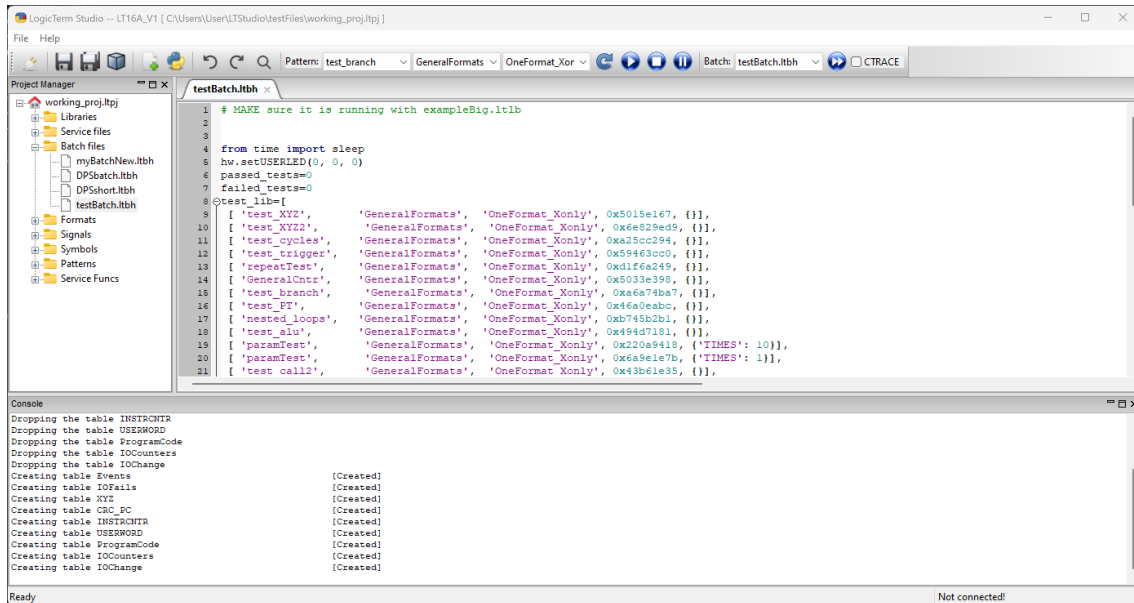 LogicTerm Studio -- LT16A_V1 [ C:\Users\User\LTStudio\testFiles\working_proj.ltpj ]
File Help
Pattern: test_branch GeneralFormats OneFormat_Xor Batch: testBatch.ltbh CTRACE
Project Manager
working_proj.ltpj
Libraries
Service files
Batch files
myBatchNew.ltbh
DPSbatch.ltbh
DPSshort.ltbh
testBatch.ltbh
Formats
Signals
Symbols
Patterns
Service Funcs
testBatch.ltbh
1 # MAKE sure it is running with exampleBig.ltlb
2
3
4 from time import sleep
5 hw.setUSERLED(0, 0, 0)
6 passed_tests=0
7 failed_tests=0
8 test_lib=[
9 [ 'test_XYZ', 'GeneralFormats', 'OneFormat_Xonly', 0x5015e167, {}],
10 [ 'test_XYZ2', 'GeneralFormats', 'OneFormat_Xonly', 0x6e829ed9, {}],
11 [ 'test_cycles', 'GeneralFormats', 'OneFormat_Xonly', 0xa25cc294, {}],
12 [ 'test_trigger', 'GeneralFormats', 'OneFormat_Xonly', 0x59463cc0, {}],
13 [ 'repeatTest', 'GeneralFormats', 'OneFormat_Xonly', 0xd1f6a249, {}],
14 [ 'GeneralCntr', 'GeneralFormats', 'OneFormat_Xonly', 0x5033e398, {}],
15 [ 'test_branch', 'GeneralFormats', 'OneFormat_Xonly', 0xa6a74ba7, {}],
16 [ 'test_PT', 'GeneralFormats', 'OneFormat_Xonly', 0x46a0eabc, {}],
17 [ 'nested_loops', 'GeneralFormats', 'OneFormat_Xonly', 0xb745b2b1, {}],
18 [ 'test_alu', 'GeneralFormats', 'OneFormat_Xonly', 0x494d7181, {}],
19 [ 'paramTest', 'GeneralFormats', 'OneFormat_Xonly', 0x220a9418, {'TIMES': 10}],
20 [ 'paramTest', 'GeneralFormats', 'OneFormat_Xonly', 0x6a9e1e7b, {'TIMES': 1}],
21 [ 'test_call2', 'GeneralFormats', 'OneFormat_Xonly', 0x43b61e35, {}],
Console
Dropping the table INSTRCNTR
Dropping the table USERWORD
Dropping the table ProgramCode
Dropping the table IOCounters
Dropping the table IOChange
Creating table Events [Created]
Creating table IOFails [Created]
Creating table XYZ [Created]
Creating table CRC_PC [Created]
Creating table INSTRCNTR [Created]
Creating table USERWORD [Created]
Creating table ProgramCode [Created]
Creating table IOCounters [Created]
Creating table IOChange [Created]
Ready Not connected!